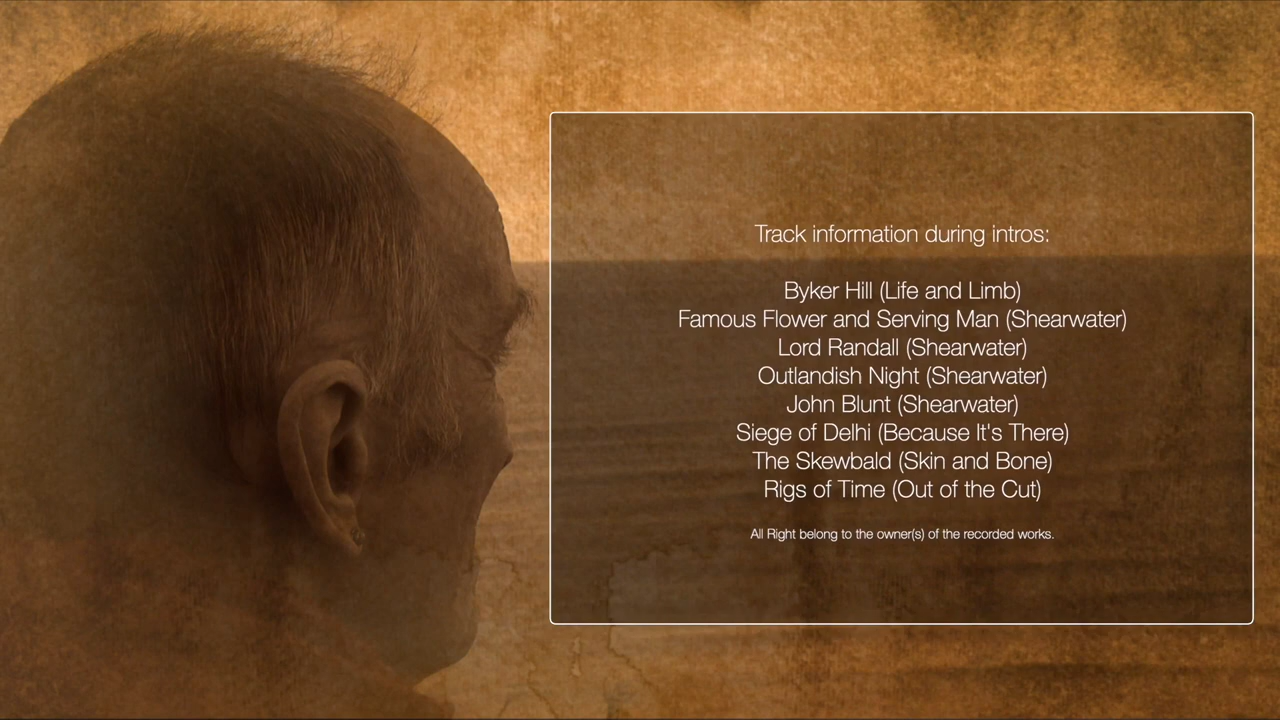 Track information during intros:
Byker Hill (Life and Limb)
Famous Flower and Serving Man (Shearwater)
Lord Randall (Shearwater)
Outlandish Night (Shearwater)
John Blunt (Shearwater)
Siege of Delhi (Because It's There)
The Skewbald (Skin and Bone)
Rigs of Time (Out of the Cut)
All Right belong to the owner(s) of the recorded works.